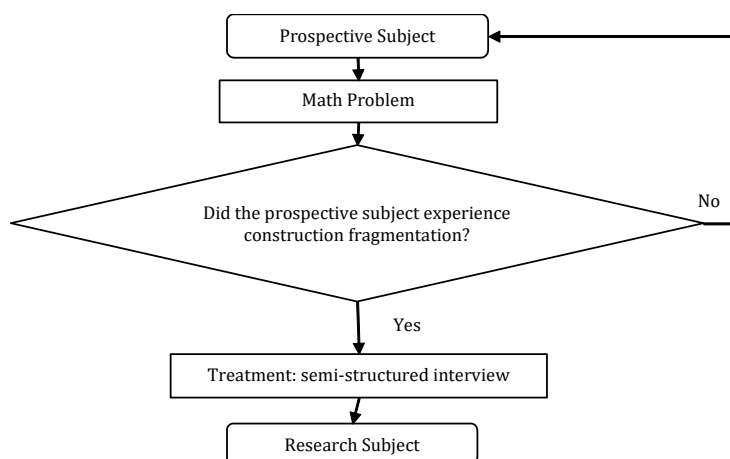 Prospective Subject
Math Problem
Did the prospective subject experience
construction fragmentation?
No
Yes
Treatment: semi-structured interview
Research Subject